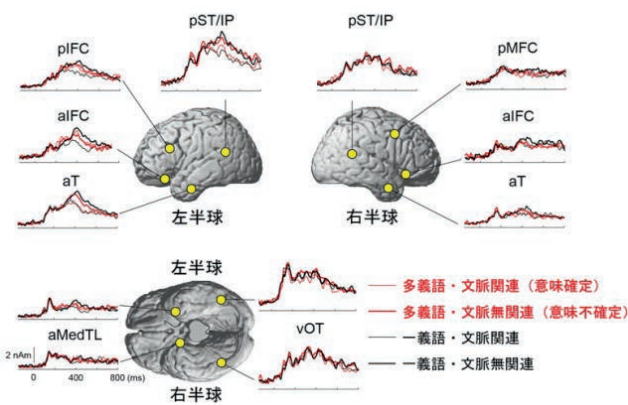 pST/IP
pST/IP
pIFC
pMFC
aIFC
aIFC
aT
aT
左半球
右半球
左半球
多義語・文脈関連（意味確定）
多義語・文脈無関連（意味不確定）
一義語・文脈関連
一義語・文脈無関連
aMedTL
vOT
2 nAm
0 400 800 (ms)
右半球